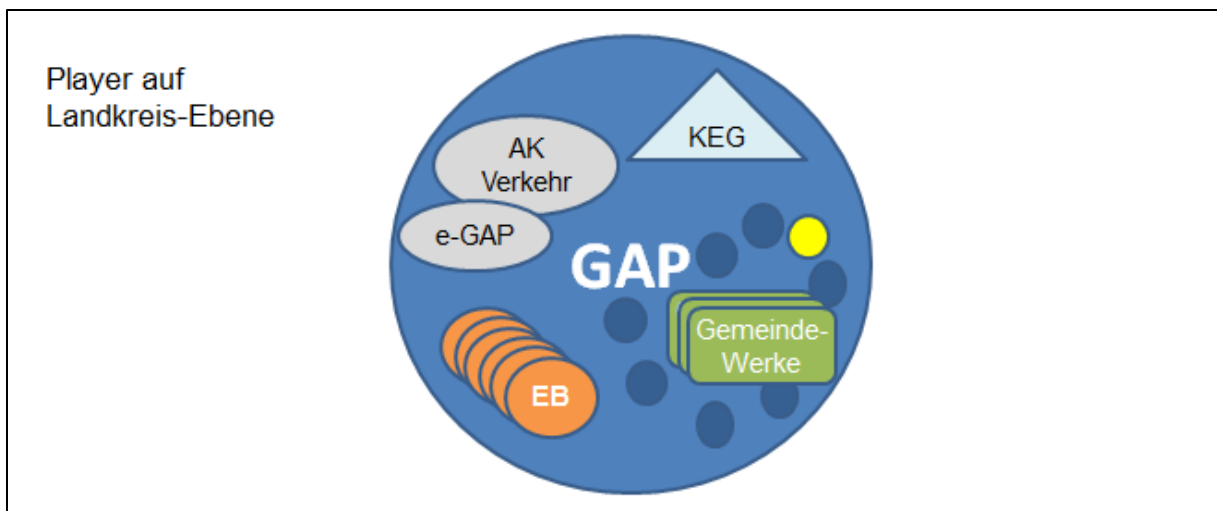 Player auf
Landkreis-Ebene
KEG
AK
Verkehr
e-GAP
GAP
Gemeinde-
Werke
EB